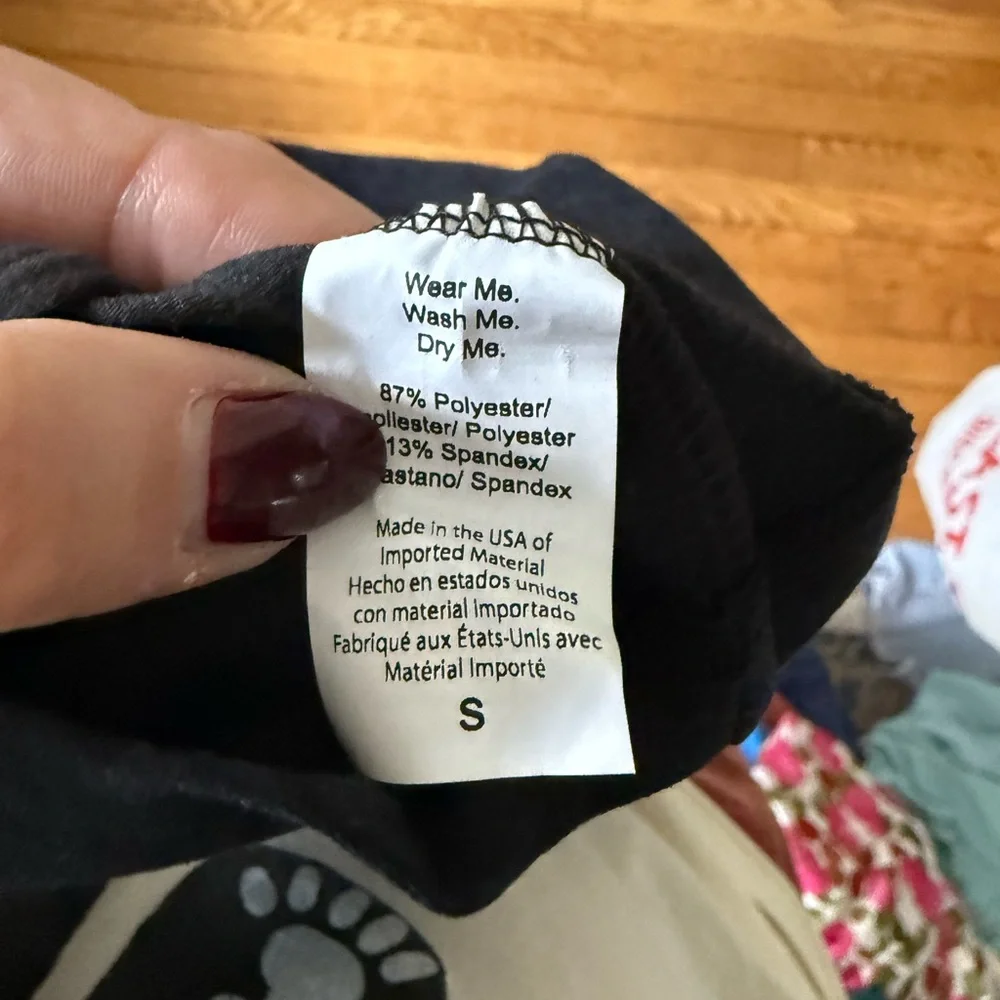 Wear Me.
Wash Me.
Dry Me.
87% Polyester/
Polyester
13% Spandex/
Spandex
Made in the USA of
Imported Material
Hecho en estados unidos
con material importado
Fabriqué aux États-Unis avec
Matérial Importé
S